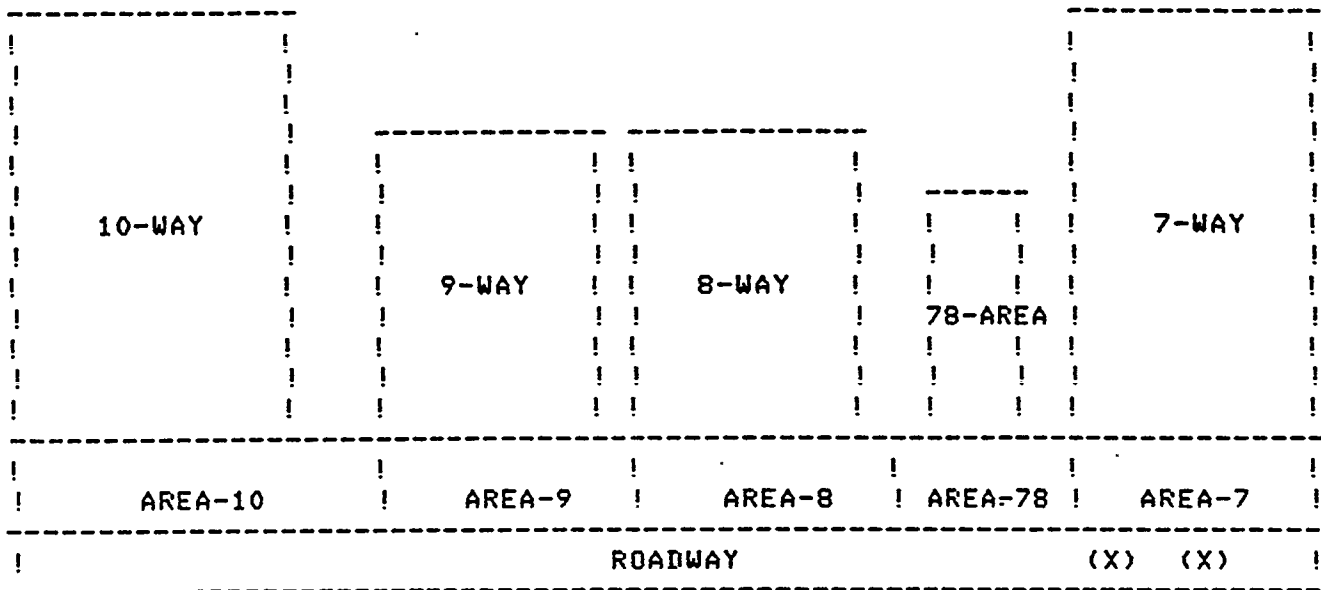 10-WAY 7-WAY
9-WAY 8-WAY
78-AREA
AREA-10 AREA-9 AREA-8 AREA-78 AREA-7
ROADWAY (X) (X)